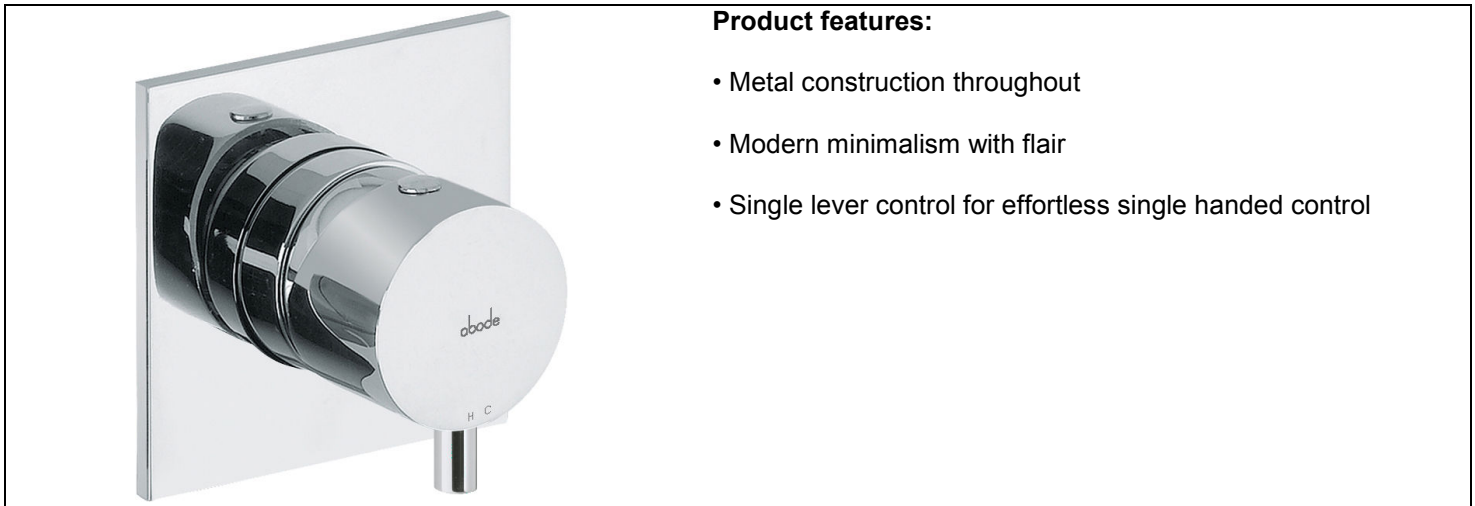 Product features:
• Metal construction throughout
• Modern minimalism with flair
• Single lever control for effortless single handed control
abode
H C